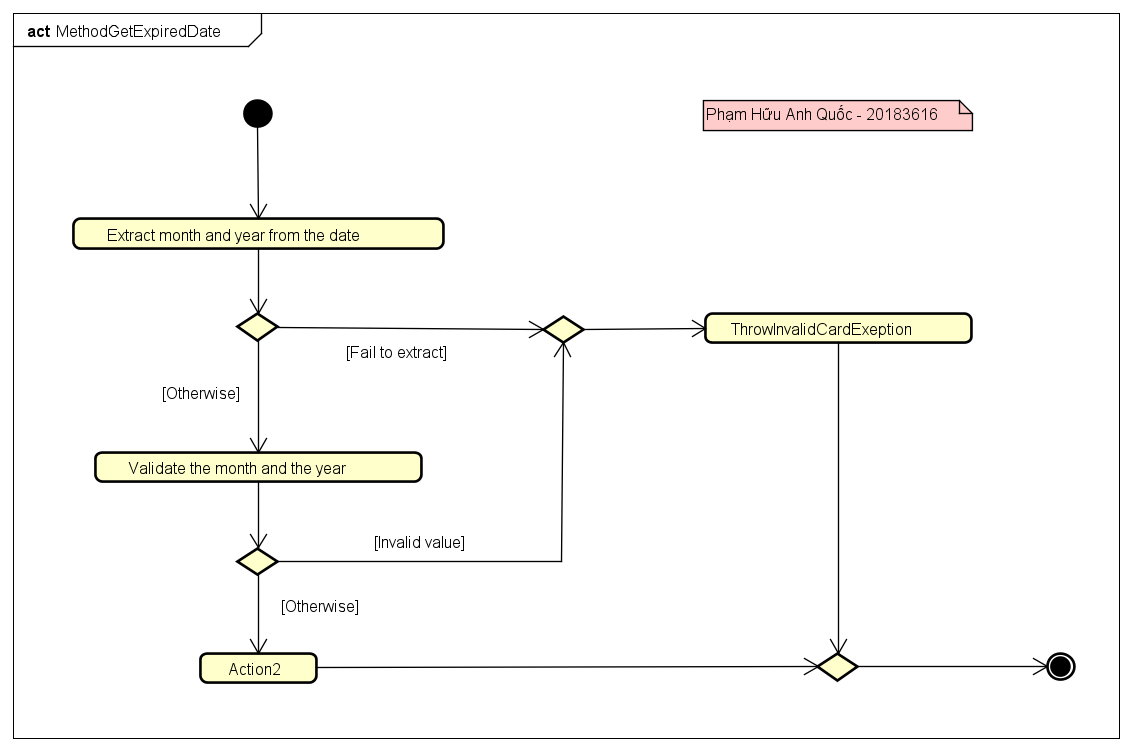 act MethodGetExpiredDate
Phạm Hữu Anh Quốc - 20183616
Extract month and year from the date
[Fail to extract]
ThrowInvalidCardExeption
[Otherwise]
Validate the month and the year
[Invalid value]
[Otherwise]
Action2